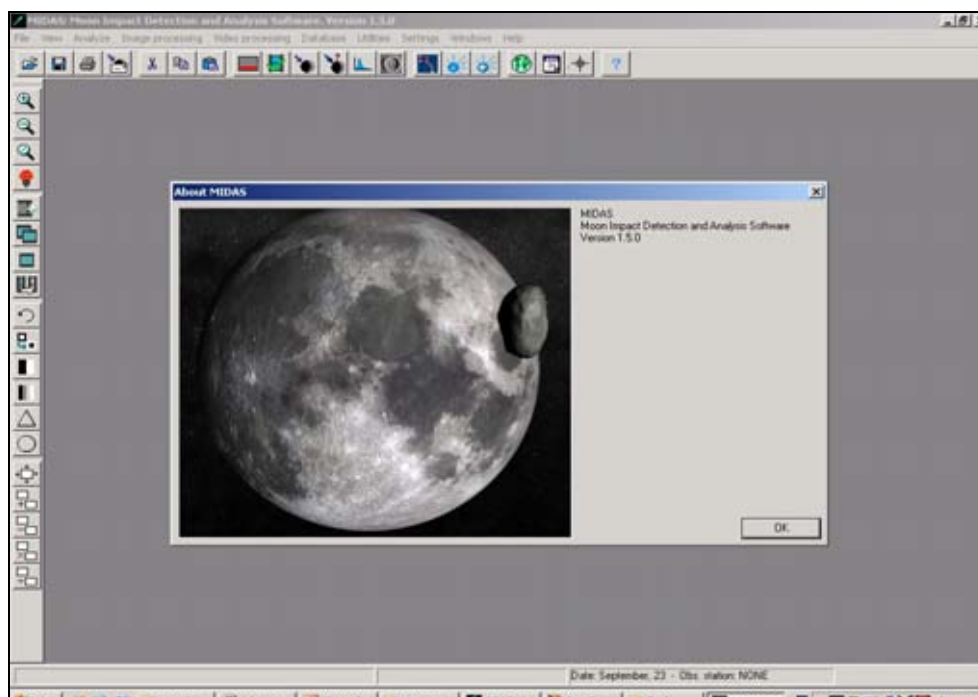 MIDAS: Moon Impact Detection and Analysis Software. Version 1.5.0
File View Analyze Image processing Video processing Database Utilities Settings Windows Help
About MIDAS
MIDAS
Moon Impact Detection and Analysis Software
Version 1.5.0
OK
Date: September, 23 - Obs. station: NONE